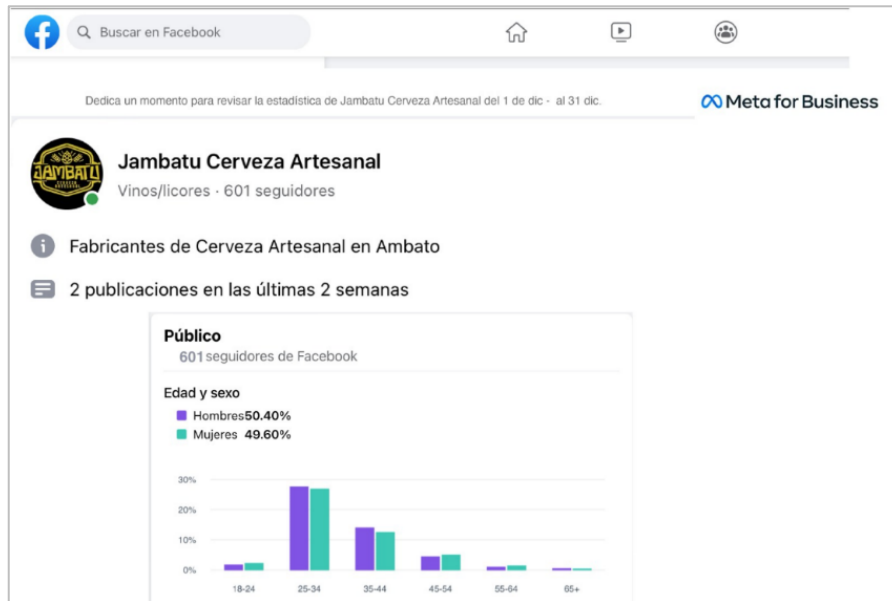 Buscar en Facebook
Dedica un momento para revisar la estadística de Jambatu Cerveza Artesanal del 1 de dic - al 31 dic.
Meta for Business
JAMBATU
Jambatu Cerveza Artesanal
Vinos/licores · 601 seguidores
Fabricantes de Cerveza Artesanal en Ambato
2 publicaciones en las últimas 2 semanas
Público
601 seguidores de Facebook
Edad y sexo
Hombres50.40%
Mujeres 49.60%
30%
20%
10%
0%
18-24 25-34 35-44 45-54 55-64 65+